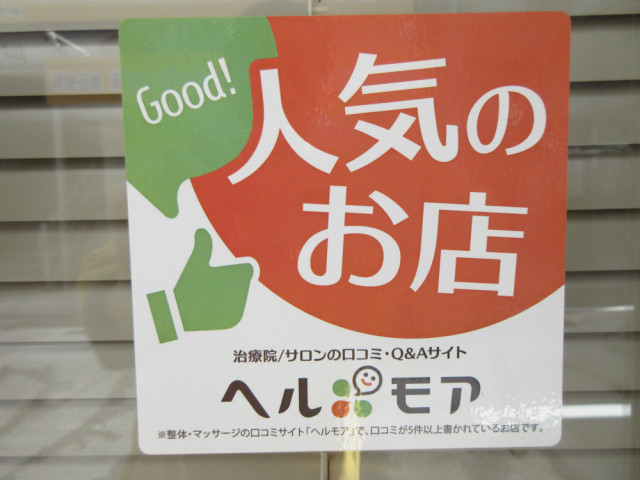 Good!
人気の
お店
治療院/サロンの口コミ・Q&Aサイト
ヘルモア
※整体・マッサージの口コミサイト「ヘルモア」で、口コミが5件以上書かれているお店です。